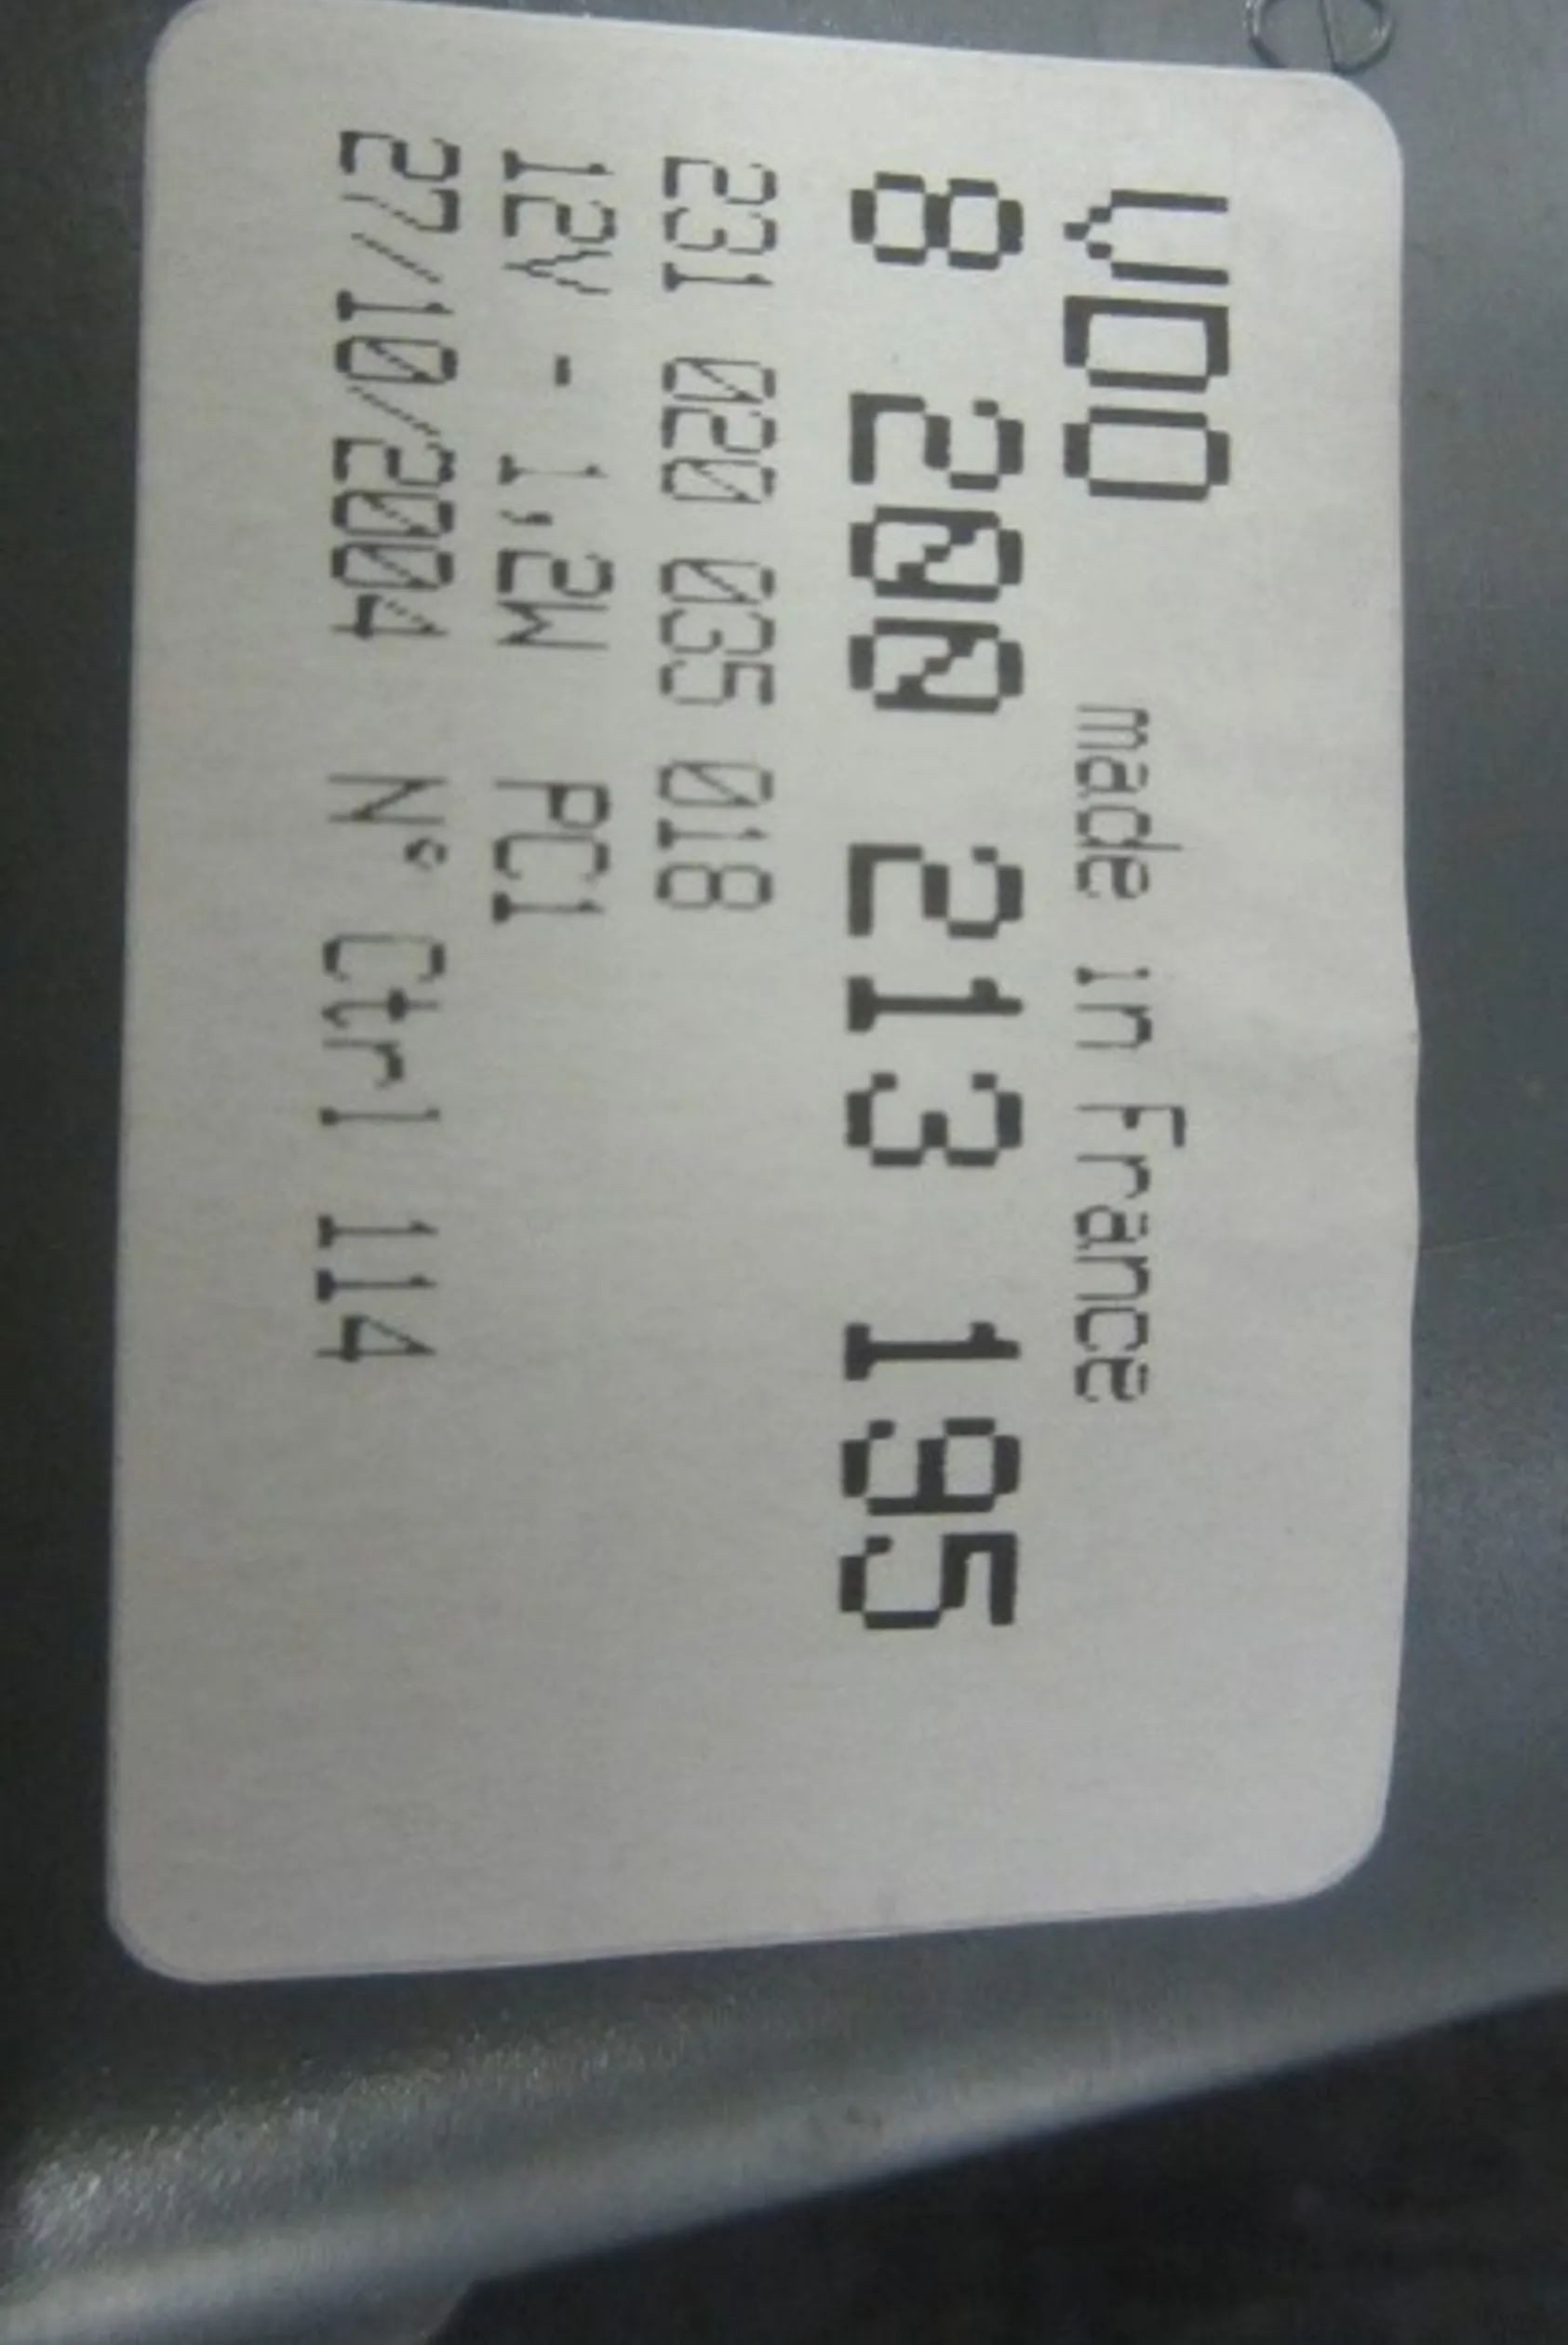 VDO made in France
8 200 213 195
231 020 035 018
12V - 1,2W PC1
27/10/2004 N° Ctrl 114